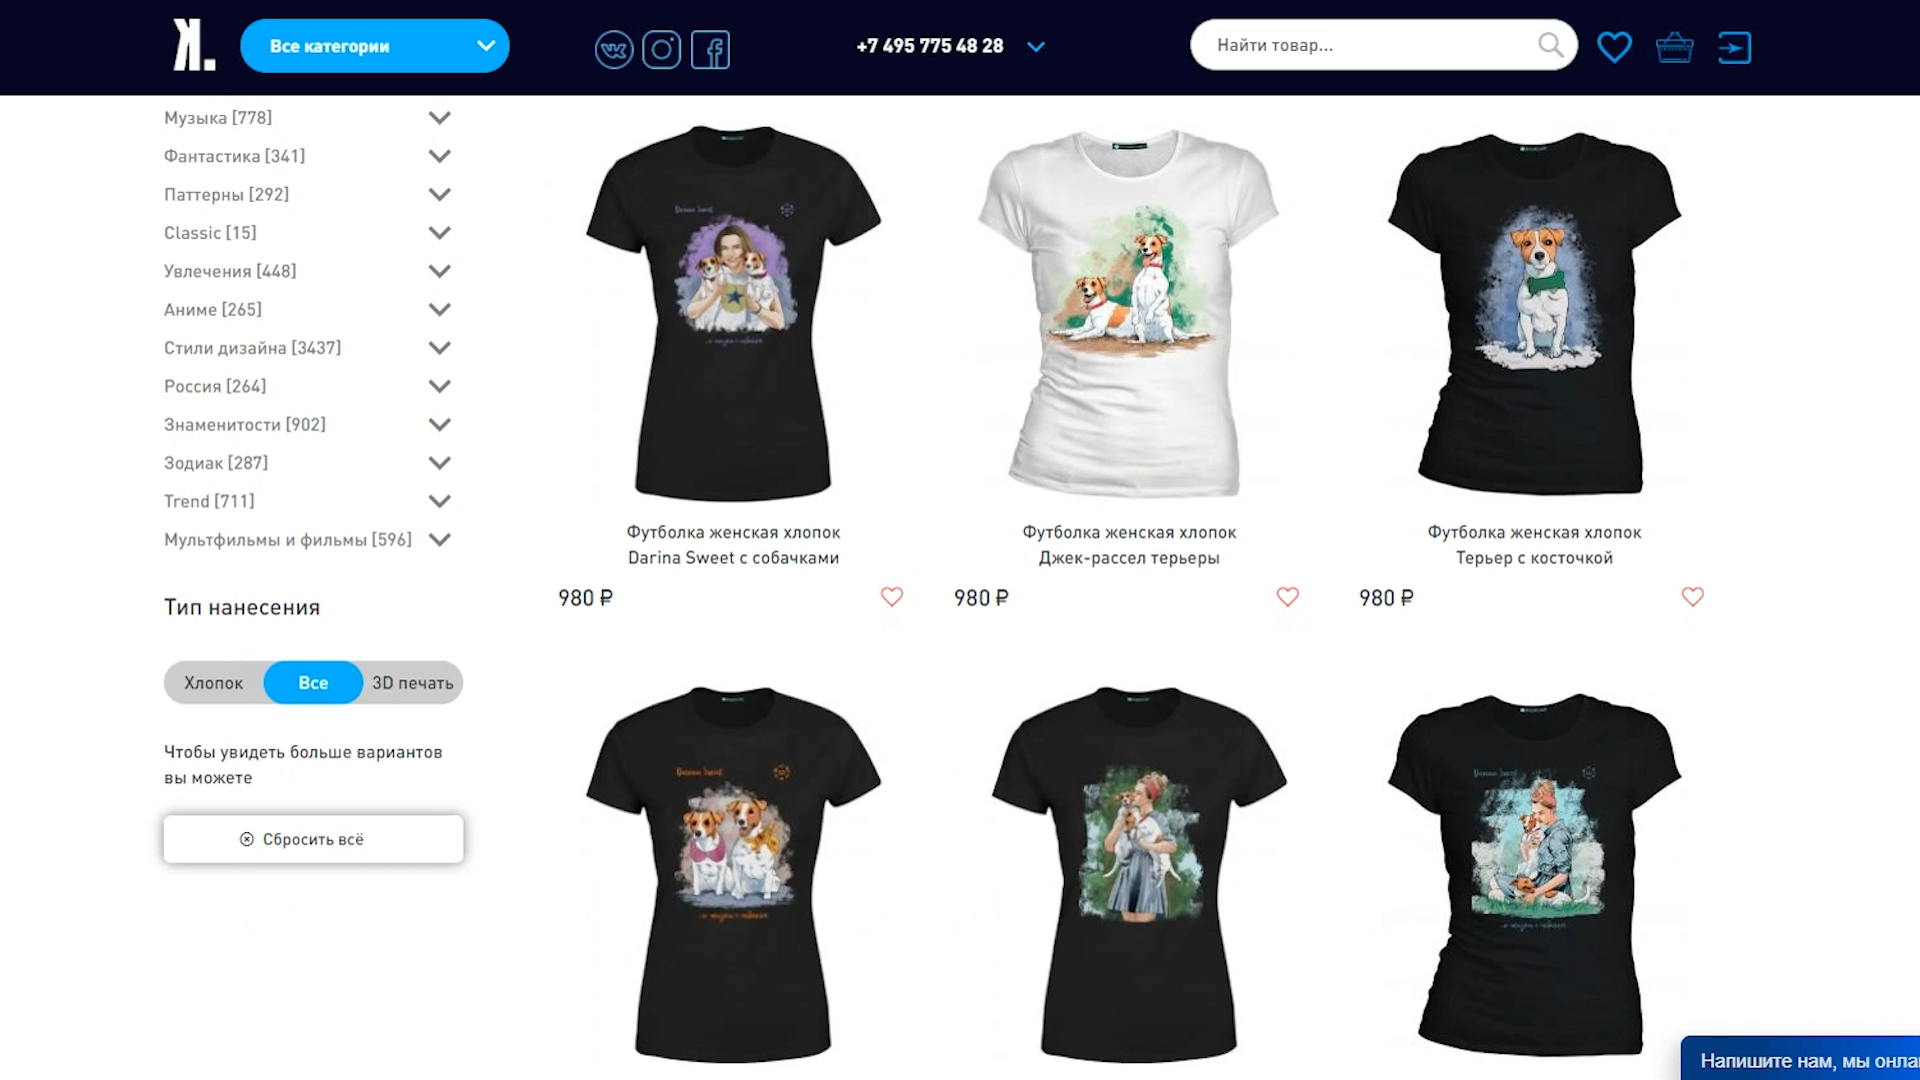 К.
Все категории
+7 495 775 48 28
Найти товар...
Музыка [778]
Фантастика [341]
Паттерны [292]
Classic [15]
Увлечения [448]
Аниме [265]
Стили дизайна [3437]
Россия [264]
Знаменитости [902]
Зодиак [287]
Trend [711]
Мультфильмы и фильмы [596]
Тип нанесения
Хлопок
Все
3D печать
Чтобы увидеть больше вариантов
вы можете
Сбросить всё
Футболка женская хлопок
Darina Sweet с собачками
980 ₽
Футболка женская хлопок
Джек-рассел терьеры
980 ₽
Футболка женская хлопок
Терьер с косточкой
980 ₽
Darina Sweet
Напишите нам, мы онла